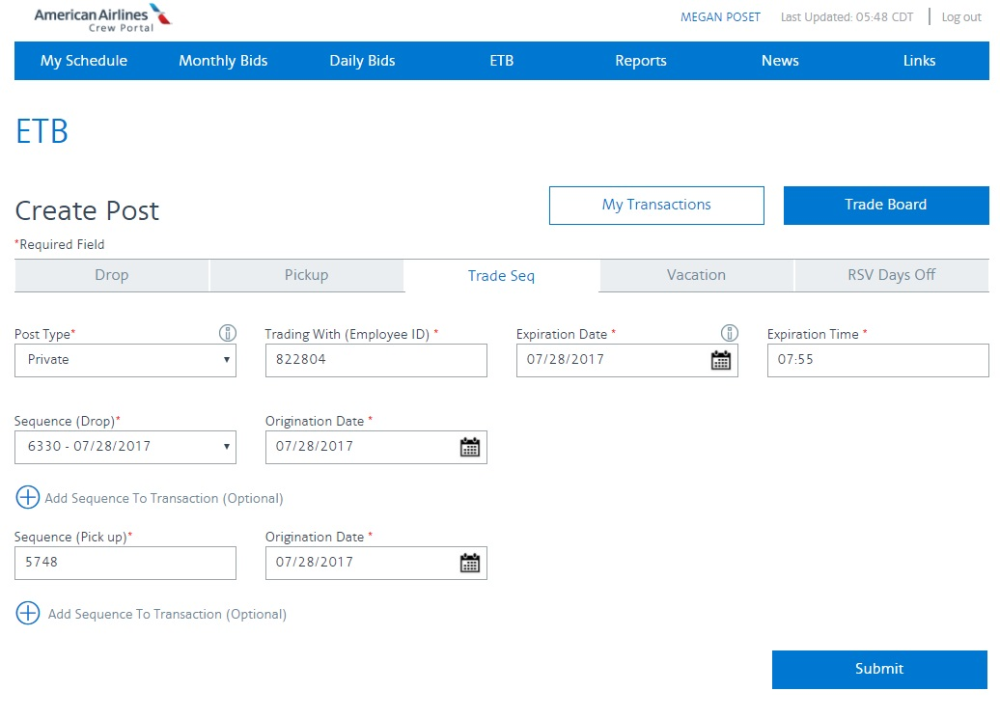 American Airlines
Crew Portal
MEGAN POSET Last Updated: 05:48 CDT Log out
My Schedule Monthly Bids Daily Bids ETB Reports News Links
ETB
Create Post My Transactions Trade Board
*Required Field
Drop Pickup Trade Seq Vacation RSV Days Off
Post Type* Trading With (Employee ID) * Expiration Date * Expiration Time *
Private 822804 07/28/2017 07:55
Sequence (Drop)* Origination Date *
6330 - 07/28/2017 07/28/2017
Add Sequence To Transaction (Optional)
Sequence (Pick up)* Origination Date *
5748 07/28/2017
Add Sequence To Transaction (Optional)
Submit